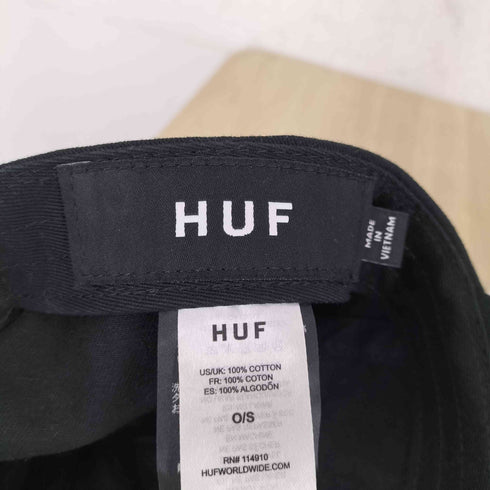 HUF
MADE
IN
VIETNAM
HUF
US/UK: 100% COTTON
FR: 100% COTON
ES: 100% ALGODÓN
O/S
RN# 114910
HUFWORLDWIDE.COM